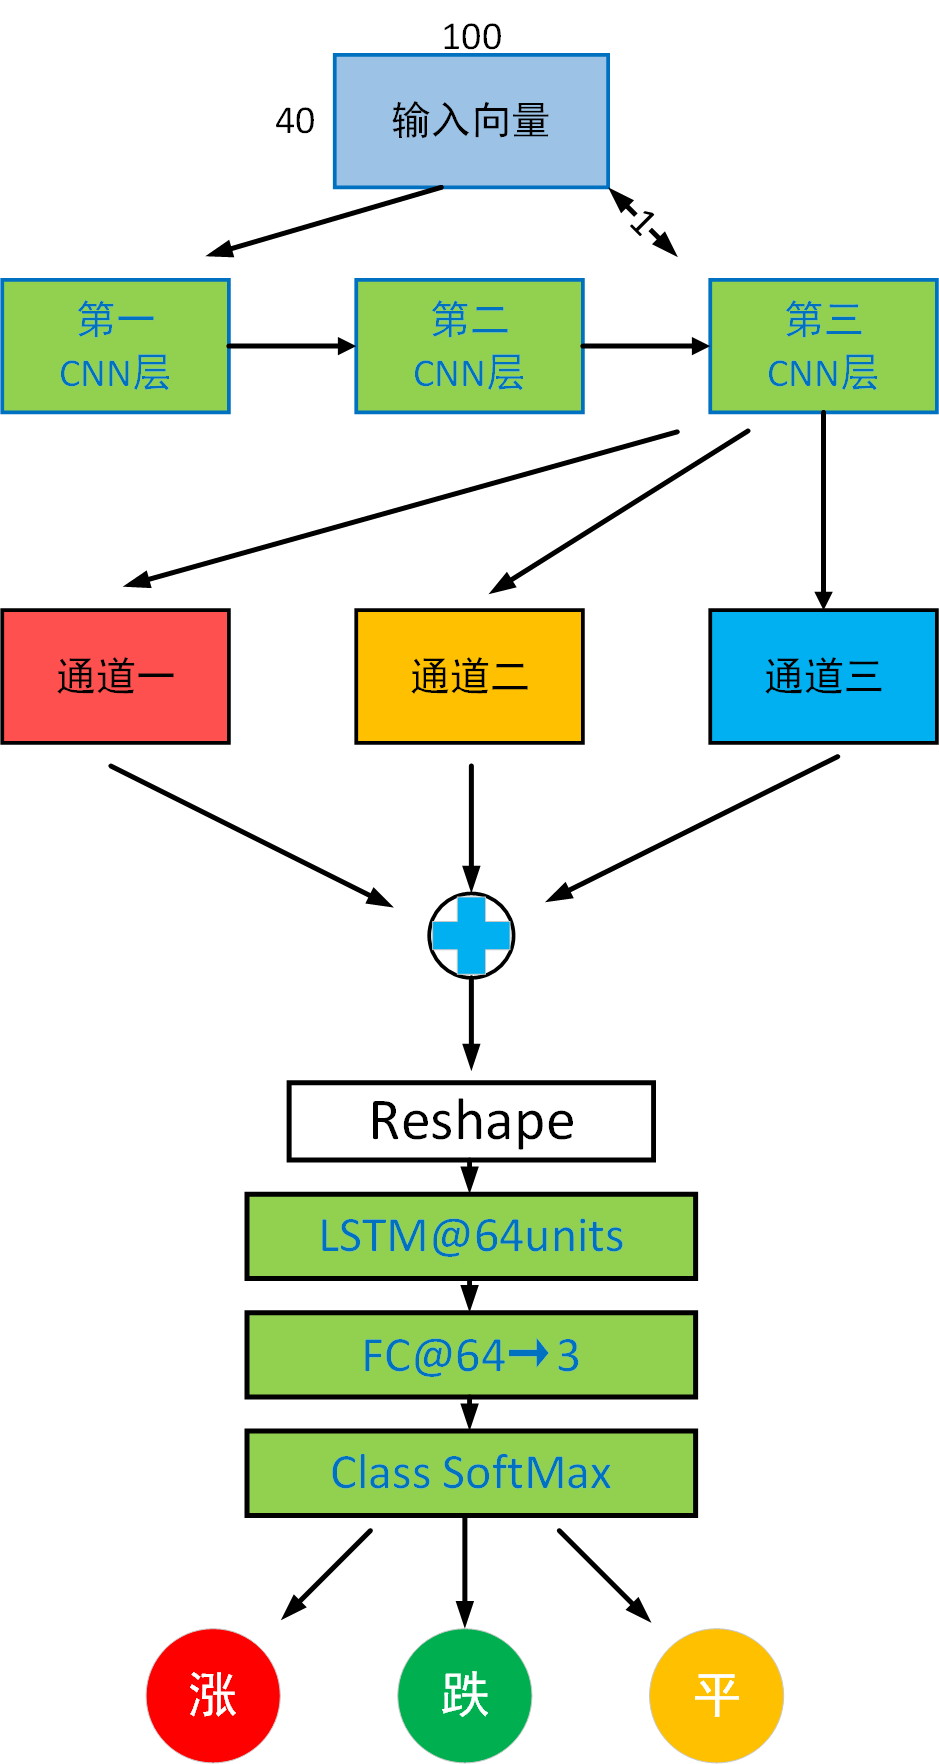 100
40
输入向量
1
第一
CNN层
第二
CNN层
第三
CNN层
通道一
通道二
通道三
Reshape
LSTM@64units
FC@64→3
Class SoftMax
涨
跌
平